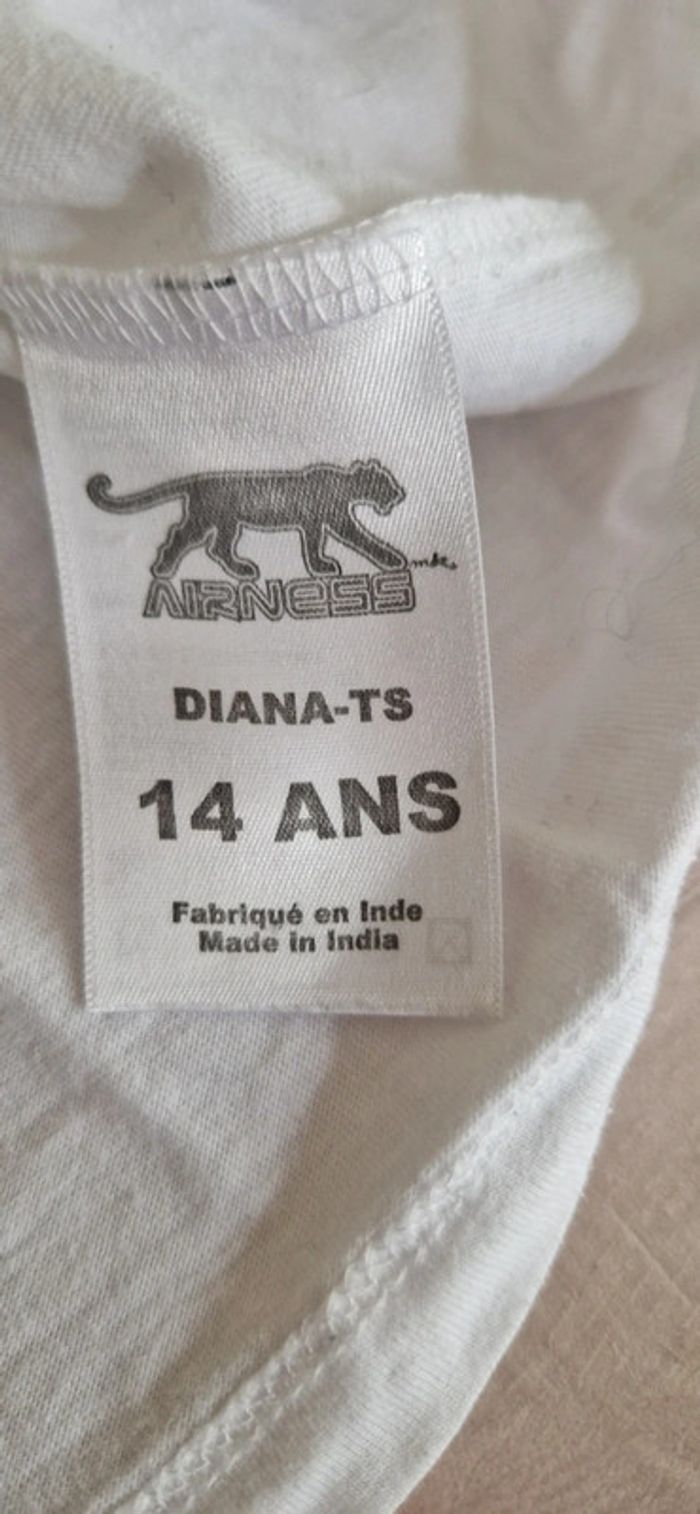 AIRNESS
DIANA-TS
14 ANS
Fabriqué en Inde
Made in India